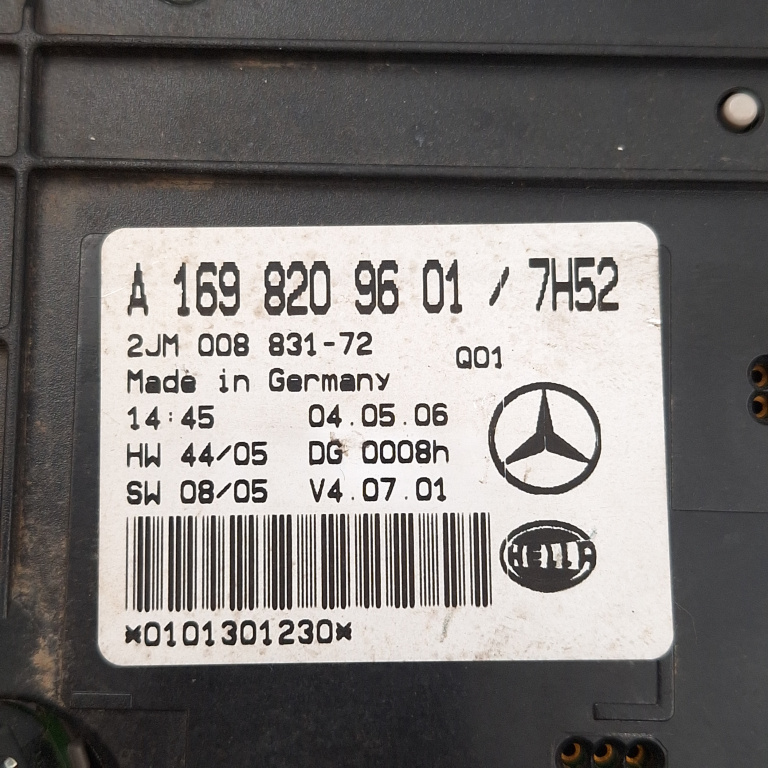 A 169 820 96 01 / 7H52
2JM 008 831-72
Q01
Made in Germany
14:45 04.05.06
HW 44/05 DG 0008h
SW 08/05 V4.07.01
HELLA
*0101301230*